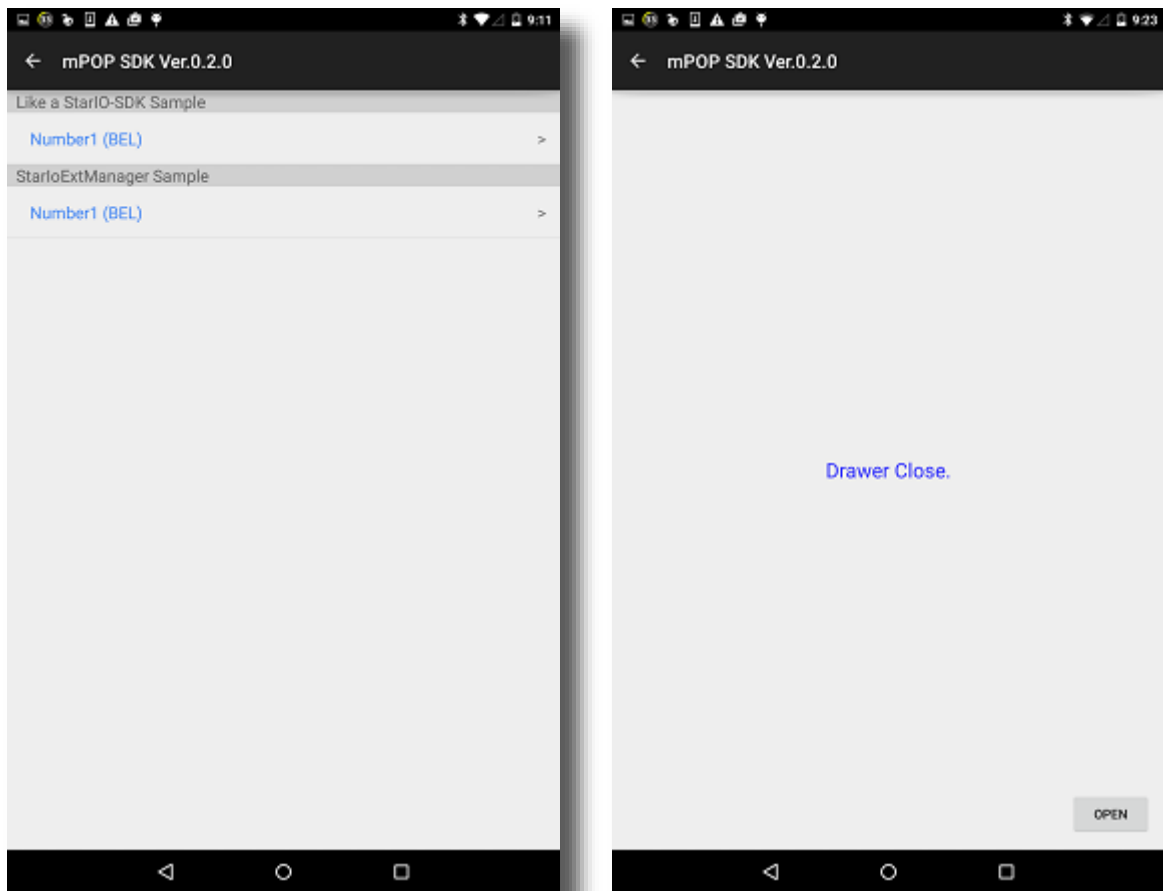 9:11
mPOP SDK Ver.0.2.0
Like a StarIO-SDK Sample
Number1 (BEL)
>
StarIoExtManager Sample
Number1 (BEL)
>
9:23
mPOP SDK Ver.0.2.0
Drawer Close.
OPEN